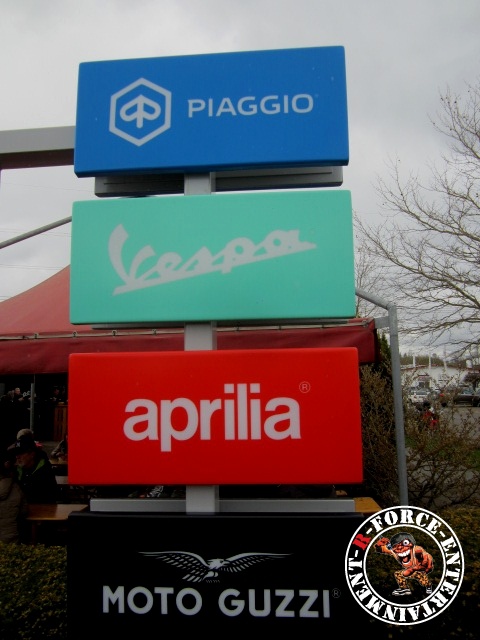 PIAGGIO
Vespa
aprilia®
MOTO GUZZI®
R-FORCE-ENTERTAINMENT-